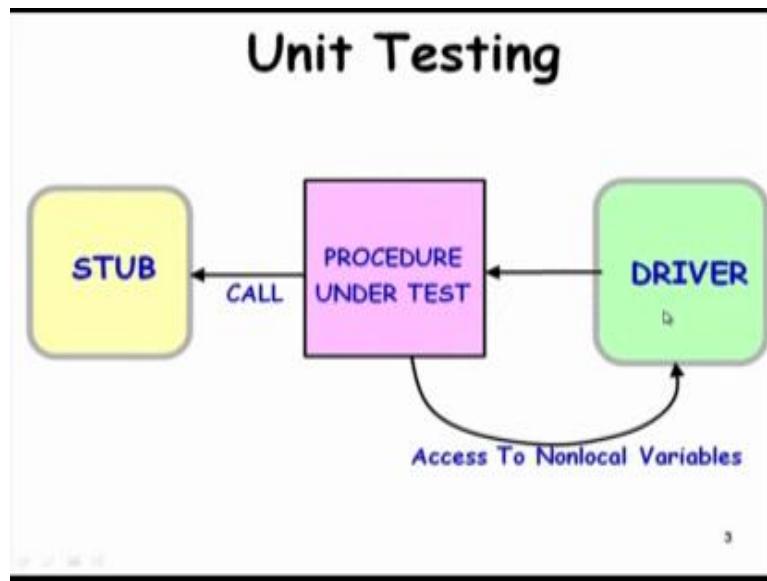 Unit Testing
STUB
CALL
PROCEDURE
UNDER TEST
DRIVER
Access To Nonlocal Variables
3